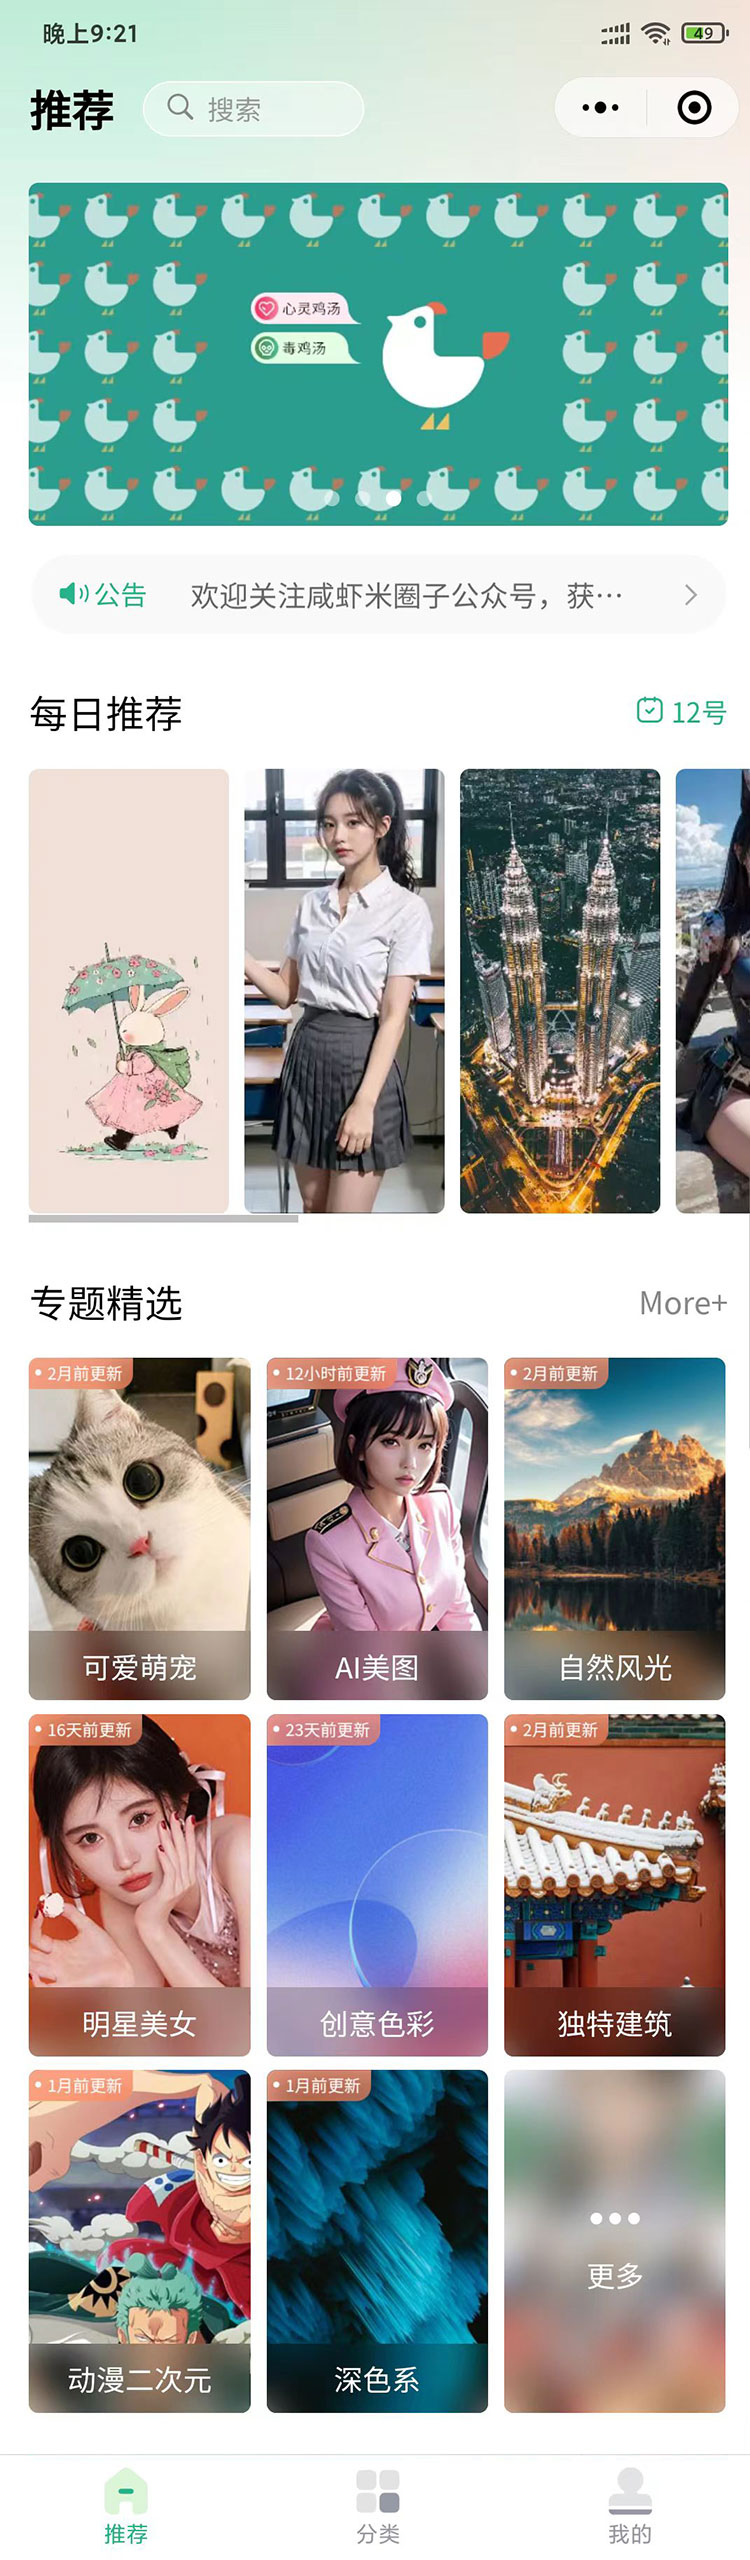 晚上9:21
49
推荐
搜索
心灵鸡汤
毒鸡汤
公告
欢迎关注咸虾米圈子公众号，获…
每日推荐
12号
专题精选
More+
2月前更新
12小时前更新
2月前更新
可爱萌宠
AI美图
自然风光
16天前更新
23天前更新
2月前更新
明星美女
创意色彩
独特建筑
1月前更新
1月前更新
更多
动漫二次元
深色系
推荐
分类
我的